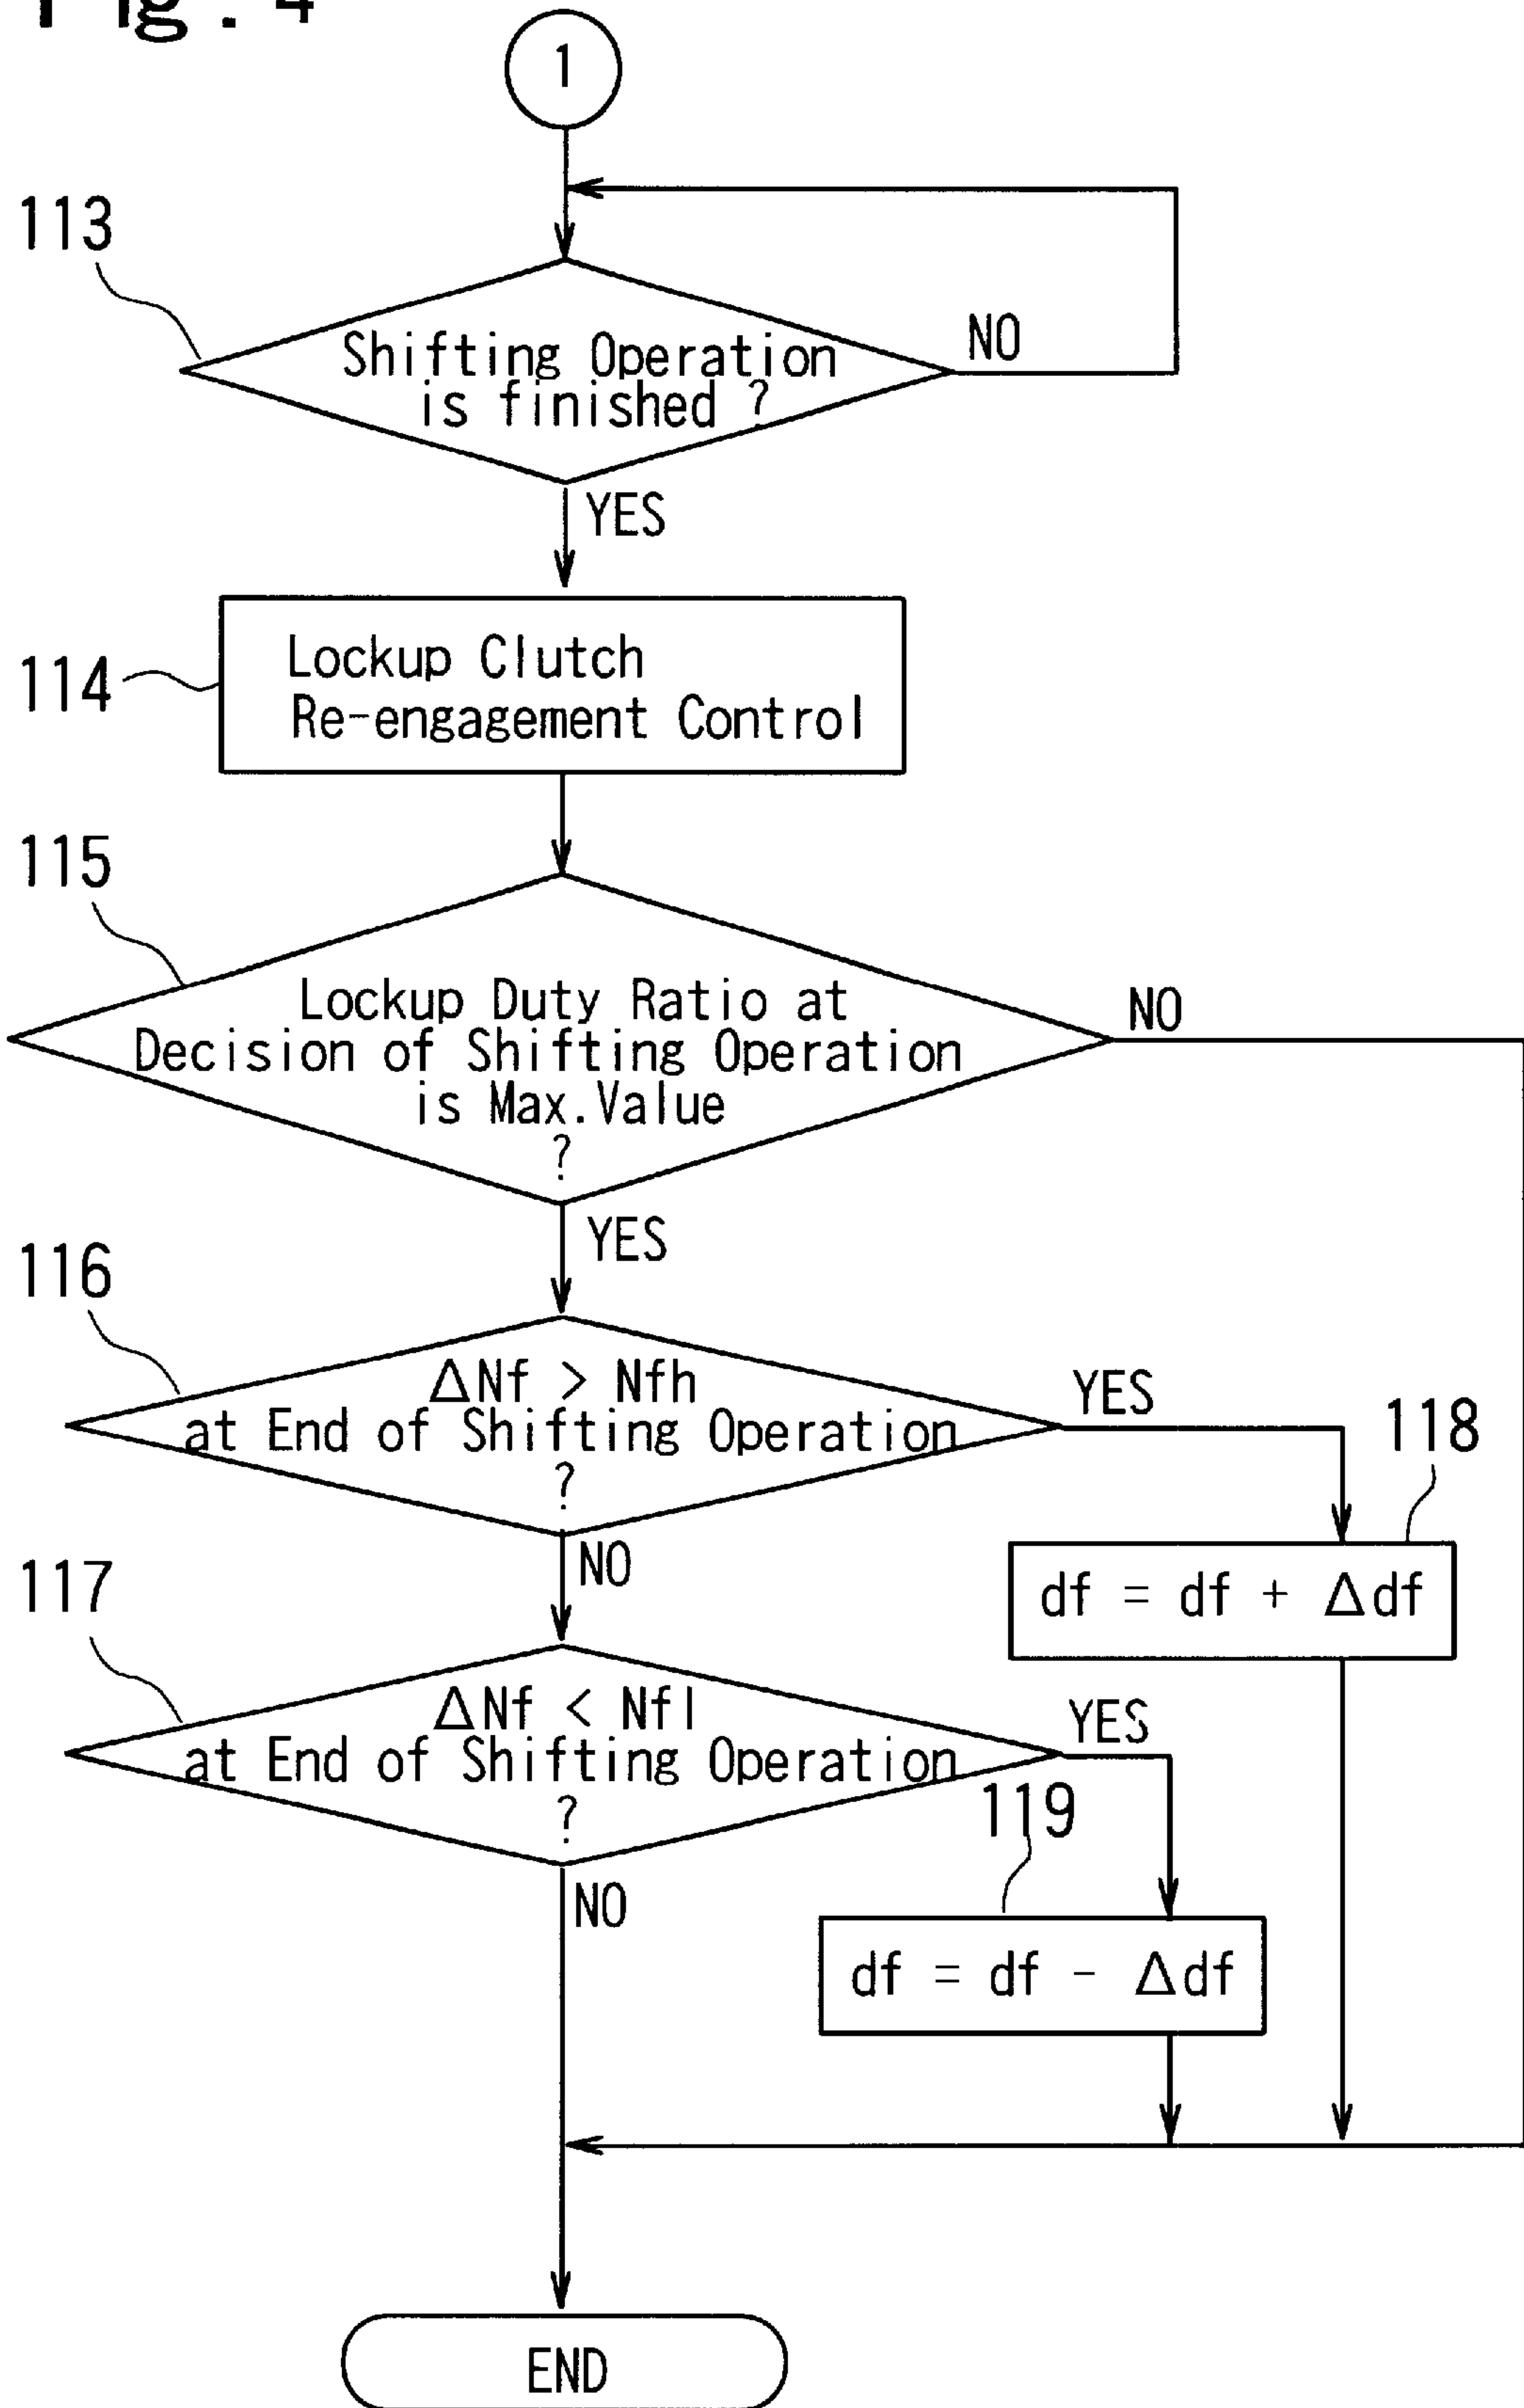 Fig. 4
1
113
Shifting Operation
is finished ?
NO
YES
114
Lockup Clutch
Re-engagement Control
115
Lockup Duty Ratio at
Decision of Shifting Operation
is Max.Value
?
NO
YES
116
ΔNf > Nfh
at End of Shifting Operation
?
YES
118
NO
df = df + Δdf
117
ΔNf < Nfl
at End of Shifting Operation
?
YES
119
NO
df = df - Δdf
END